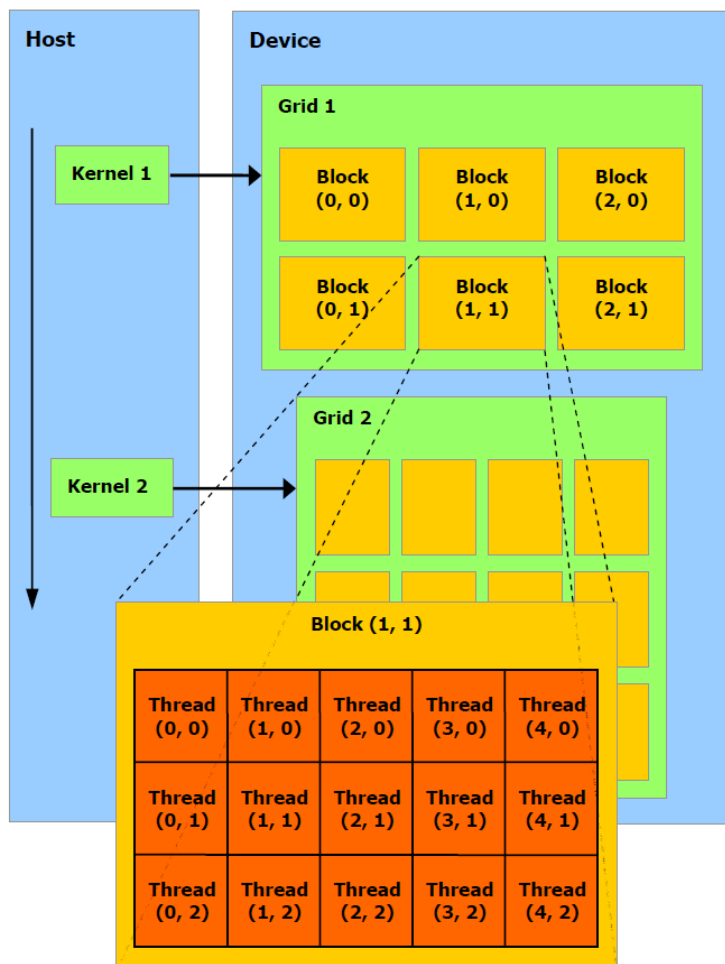 Host
Device
Grid 1
Kernel 1
Block
(0, 0)
Block
(1, 0)
Block
(2, 0)
Block
(0, 1)
Block
(1, 1)
Block
(2, 1)
Grid 2
Kernel 2
Block (1, 1)
Thread
(0, 0)
Thread
(1, 0)
Thread
(2, 0)
Thread
(3, 0)
Thread
(4, 0)
Thread
(0, 1)
Thread
(1, 1)
Thread
(2, 1)
Thread
(3, 1)
Thread
(4, 1)
Thread
(0, 2)
Thread
(1, 2)
Thread
(2, 2)
Thread
(3, 2)
Thread
(4, 2)